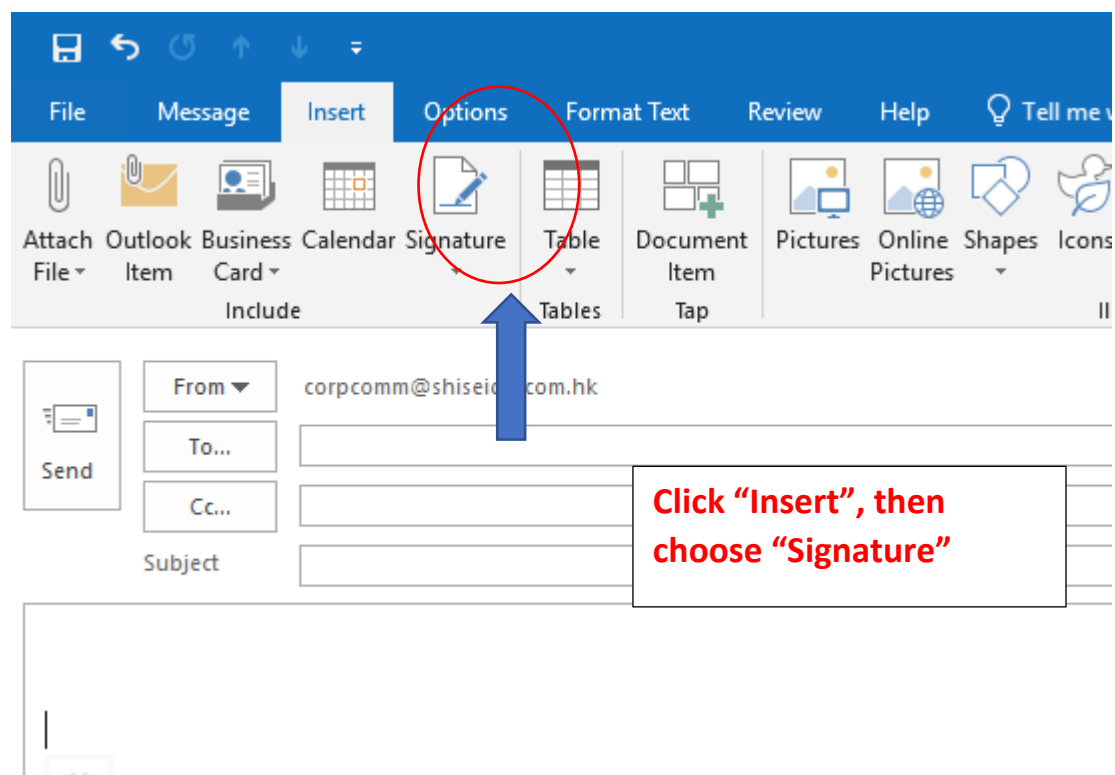 File Message Insert Options Format Text Review Help Tell me
Attach Outlook Business Calendar Signature Table Document Pictures Online Shapes Icons
File Item Card Item Pictures
Include Tables Tap
From corpcomm@shiseid com.hk
To...
Send
Cc...
Subject
Click “Insert”, then
choose “Signature”